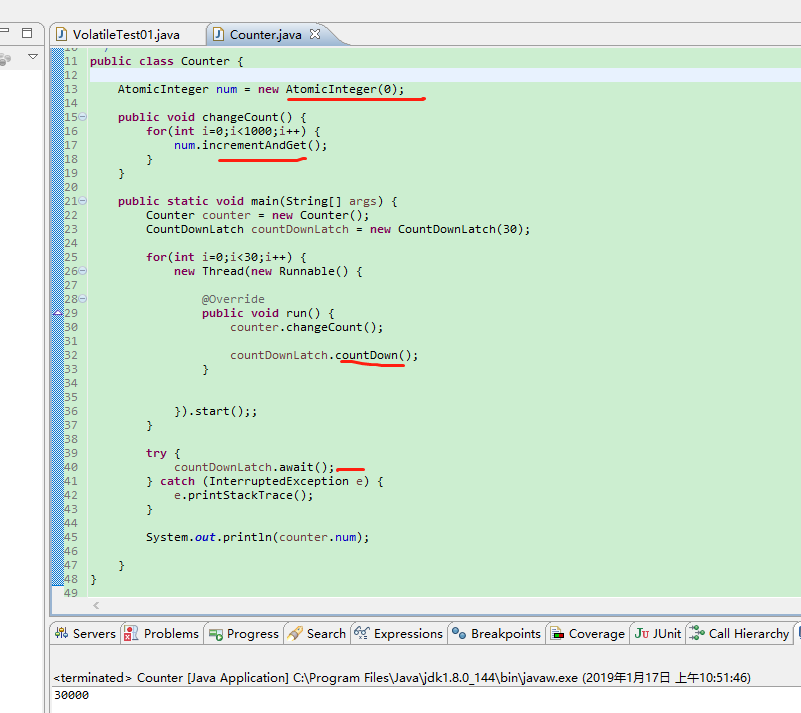 VolatileTest01.java Counter.java
11 public class Counter {
12
13 AtomicInteger num = new AtomicInteger(0);
14
15 public void changeCount() {
16 for(int i=0;i<1000;i++) {
17 num.incrementAndGet();
18 }
19 }
20
21 public static void main(String[] args) {
22 Counter counter = new Counter();
23 CountDownLatch countDownLatch = new CountDownLatch(30);
24
25 for(int i=0;i<30;i++) {
26 new Thread(new Runnable() {
27
28 @Override
29 public void run() {
30 counter.changeCount();
31
32 countDownLatch.countDown();
33 }
34
35
36 }).start();;
37 }
38
39 try {
40 countDownLatch.await();
41 } catch (InterruptedException e) {
42 e.printStackTrace();
43 }
44
45 System.out.println(counter.num);
46
47 }
48 }
49
Servers Problems Progress Search Expressions Breakpoints Coverage JUnit Call Hierarchy
<terminated> Counter [Java Application] C:\Program Files\Java\jdk1.8.0_144\bin\javaw.exe (2019年1月17日 上午10:51:46)
30000